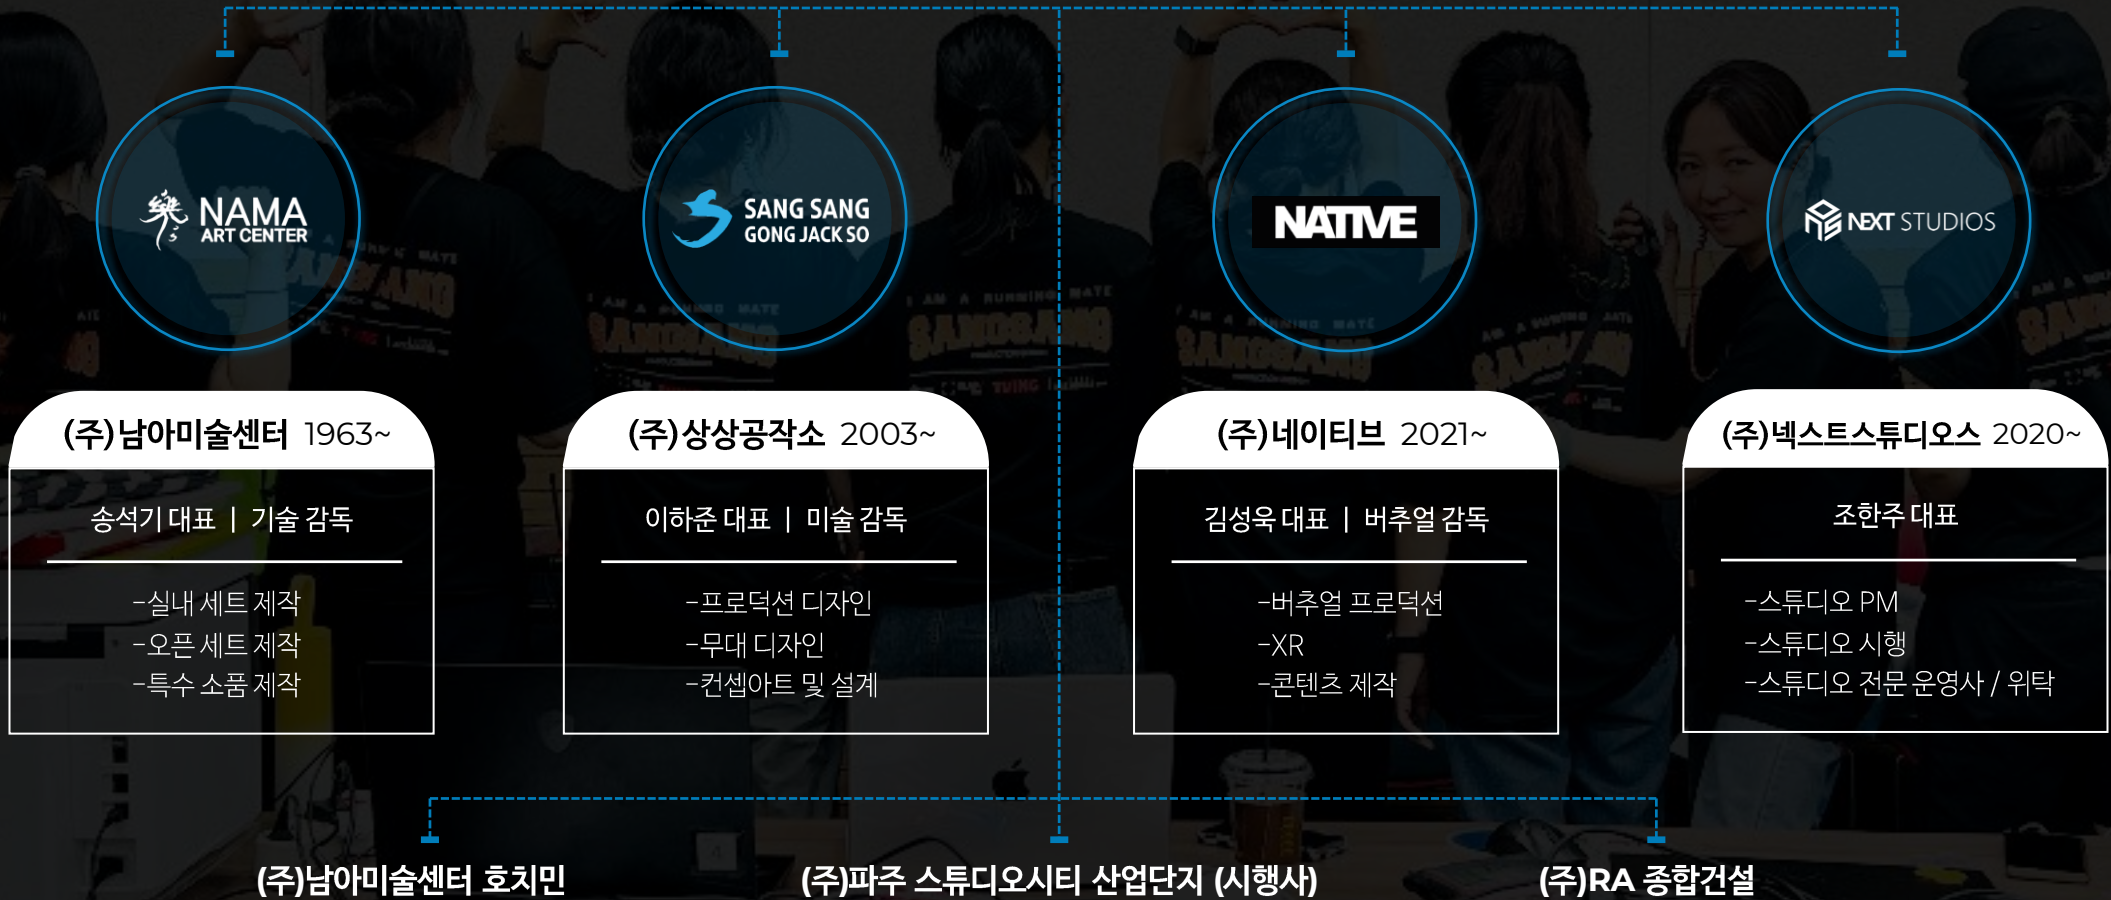 NAMA
ART CENTER
SANG SANG
GONG JACK SO
NATIVE
NEXT STUDIOS
I AM A RUNNING MATE
SANGSANG
TVING
(주)남아미술센터 1963~
송석기 대표 | 기술 감독
-실내 세트 제작
-오픈 세트 제작
-특수 소품 제작
(주)상상공작소 2003~
이하준 대표 | 미술 감독
-프로덕션 디자인
-무대 디자인
-컨셉아트 및 설계
(주)네이티브 2021~
김성욱 대표 | 버추얼 감독
-버추얼 프로덕션
-XR
-콘텐츠 제작
(주)넥스트스튜디오스 2020~
조한주 대표
-스튜디오 PM
-스튜디오 시행
-스튜디오 전문 운영사 / 위탁
(주)남아미술센터 호치민
(주)파주 스튜디오시티 산업단지 (시행사)
(주)RA 종합건설